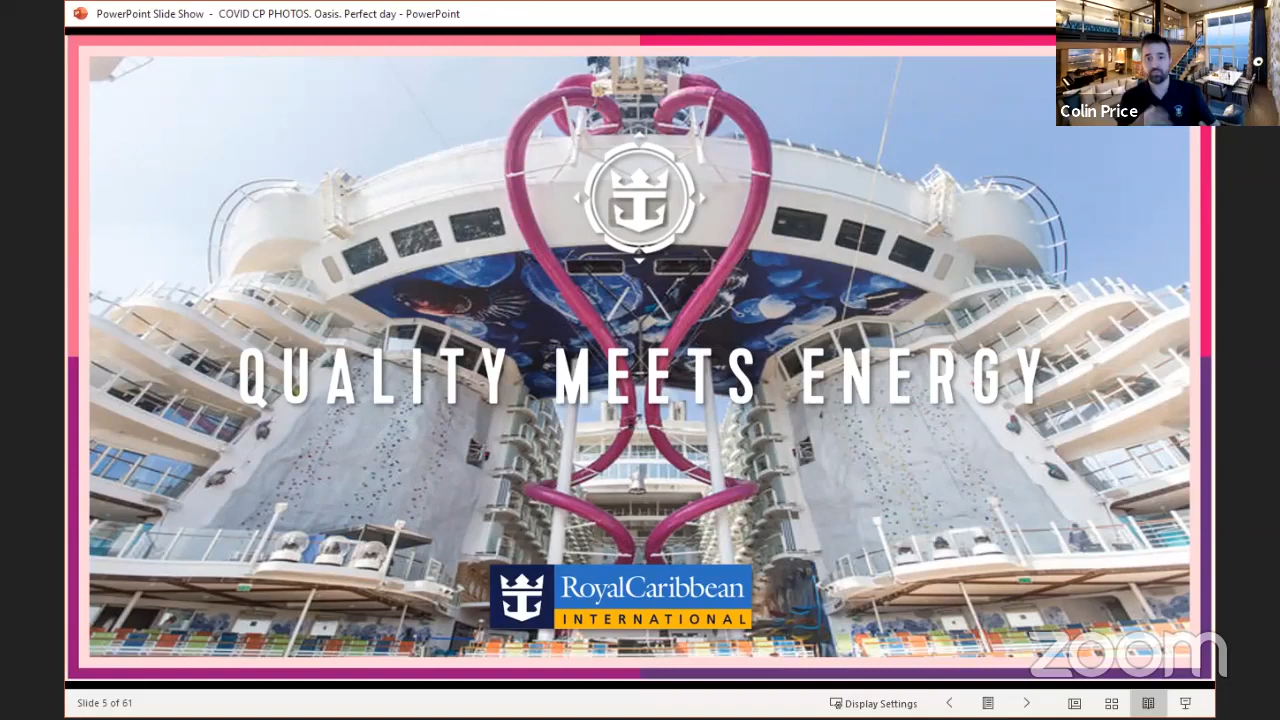 PowerPoint Slide Show - COVID CP PHOTOS. Oasis. Perfect day - PowerPoint
Colin Price
QUALITY MEETS ENERGY
RoyalCaribbean
INTERNATIONAL
zoom
Slide 5 of 61
Display Settings